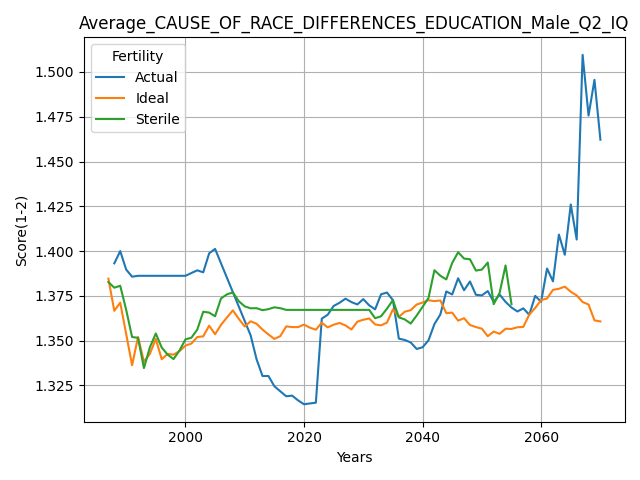 Average_CAUSE_OF_RACE_DIFFERENCES_EDUCATION_Male_Q2_IQ
Fertility
Actual
Ideal
Sterile
Score(1-2)
1.500
1.475
1.450
1.425
1.400
1.375
1.350
1.325
2000
2020
2040
2060
Years